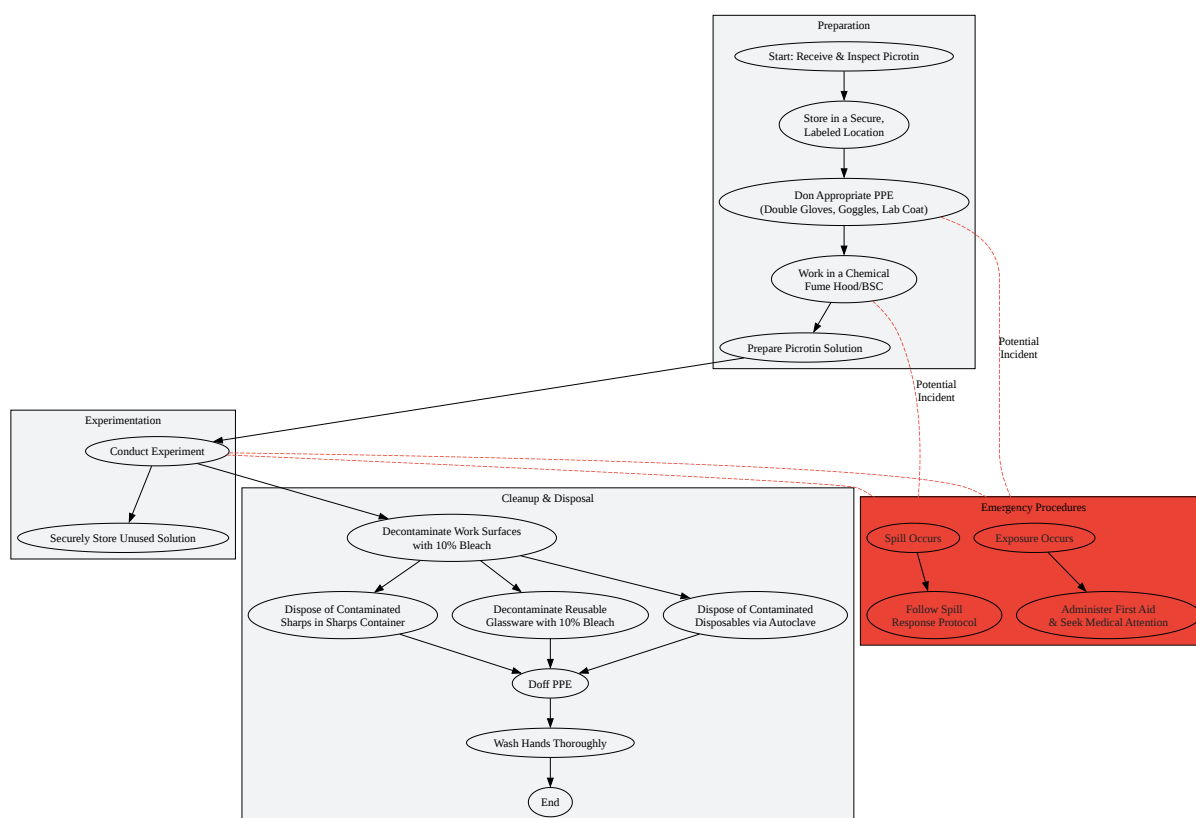 Preparation
Start: Receive & Inspect Picrotin
Store in a Secure,
Labeled Location
Don Appropriate PPE
(Double Gloves, Goggles, Lab Coat)
Work in a Chemical
Fume Hood/BSC
Prepare Picrotin Solution
Potential
Incident
Potential
Incident
Experimentation
Conduct Experiment
Securely Store Unused Solution
Cleanup & Disposal
Decontaminate Work Surfaces
with 10% Bleach
Dispose of Contaminated
Sharps in Sharps Container
Decontaminate Reusable
Glassware with 10% Bleach
Dispose of Contaminated
Disposables via Autoclave
Doff PPE
Wash Hands Thoroughly
End
Emergency Procedures
Spill Occurs
Exposure Occurs
Follow Spill
Response Protocol
Administer First Aid
& Seek Medical Attention